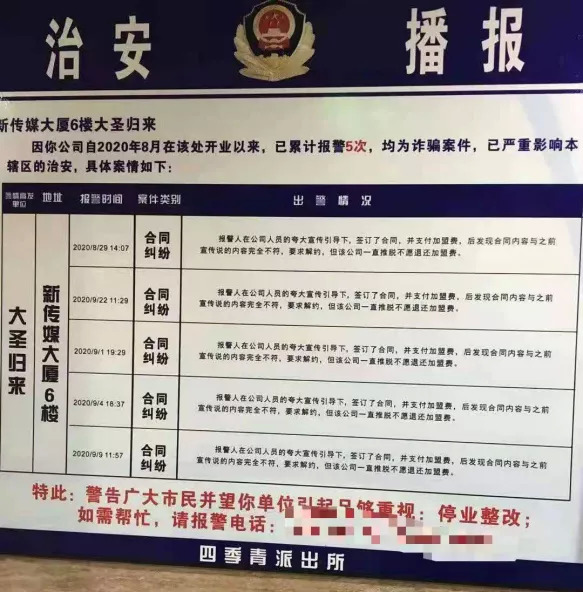 治安 播报
新传媒大厦6楼大圣归来
因你公司自2020年8月在该处开业以来，已累计报警5次，均为诈骗案件，已严重影响本
辖区的治安，具体案情如下：
警情首发单位 地址 报警时间 案件类别 出警情况
大圣归来
新传媒大厦6楼
2020/8/29 14:07 合同纠纷 报警人在公司人员的夸大宣传引导下，签订了合同，并支付加盟费，后发现合同内容与之前
宣传说的内容完全不符，要求解约，但该公司一直推脱不愿退还加盟费。
2020/9/22 11:29 合同纠纷 报警人在公司人员的夸大宣传引导下，签订了合同，并支付加盟费，后发现合同内容与之前
宣传说的内容完全不符，要求解约，但该公司一直推脱不愿退还加盟费。
2020/9/1 19:29 合同纠纷 报警人在公司人员的夸大宣传引导下，签订了合同，并支付加盟费，后发现合同内容与之前
宣传说的内容完全不符，要求解约，但该公司一直推脱不愿退还加盟费。
2020/9/4 18:37 合同纠纷 报警人在公司人员的夸大宣传引导下，签订了合同，并支付加盟费，后发现合同内容与之前
宣传说的内容完全不符，要求解约，但该公司一直推脱不愿退还加盟费。
2020/9/9 11:57 合同纠纷 报警人在公司人员的夸大宣传引导下，签订了合同，并支付加盟费，后发现合同内容与之前
宣传说的内容完全不符，要求解约，但该公司一直推脱不愿退还加盟费。
特此：警告广大市民并望你单位引起足够重视：停业整改；
如需帮忙，请报警电话：
四季青派出所